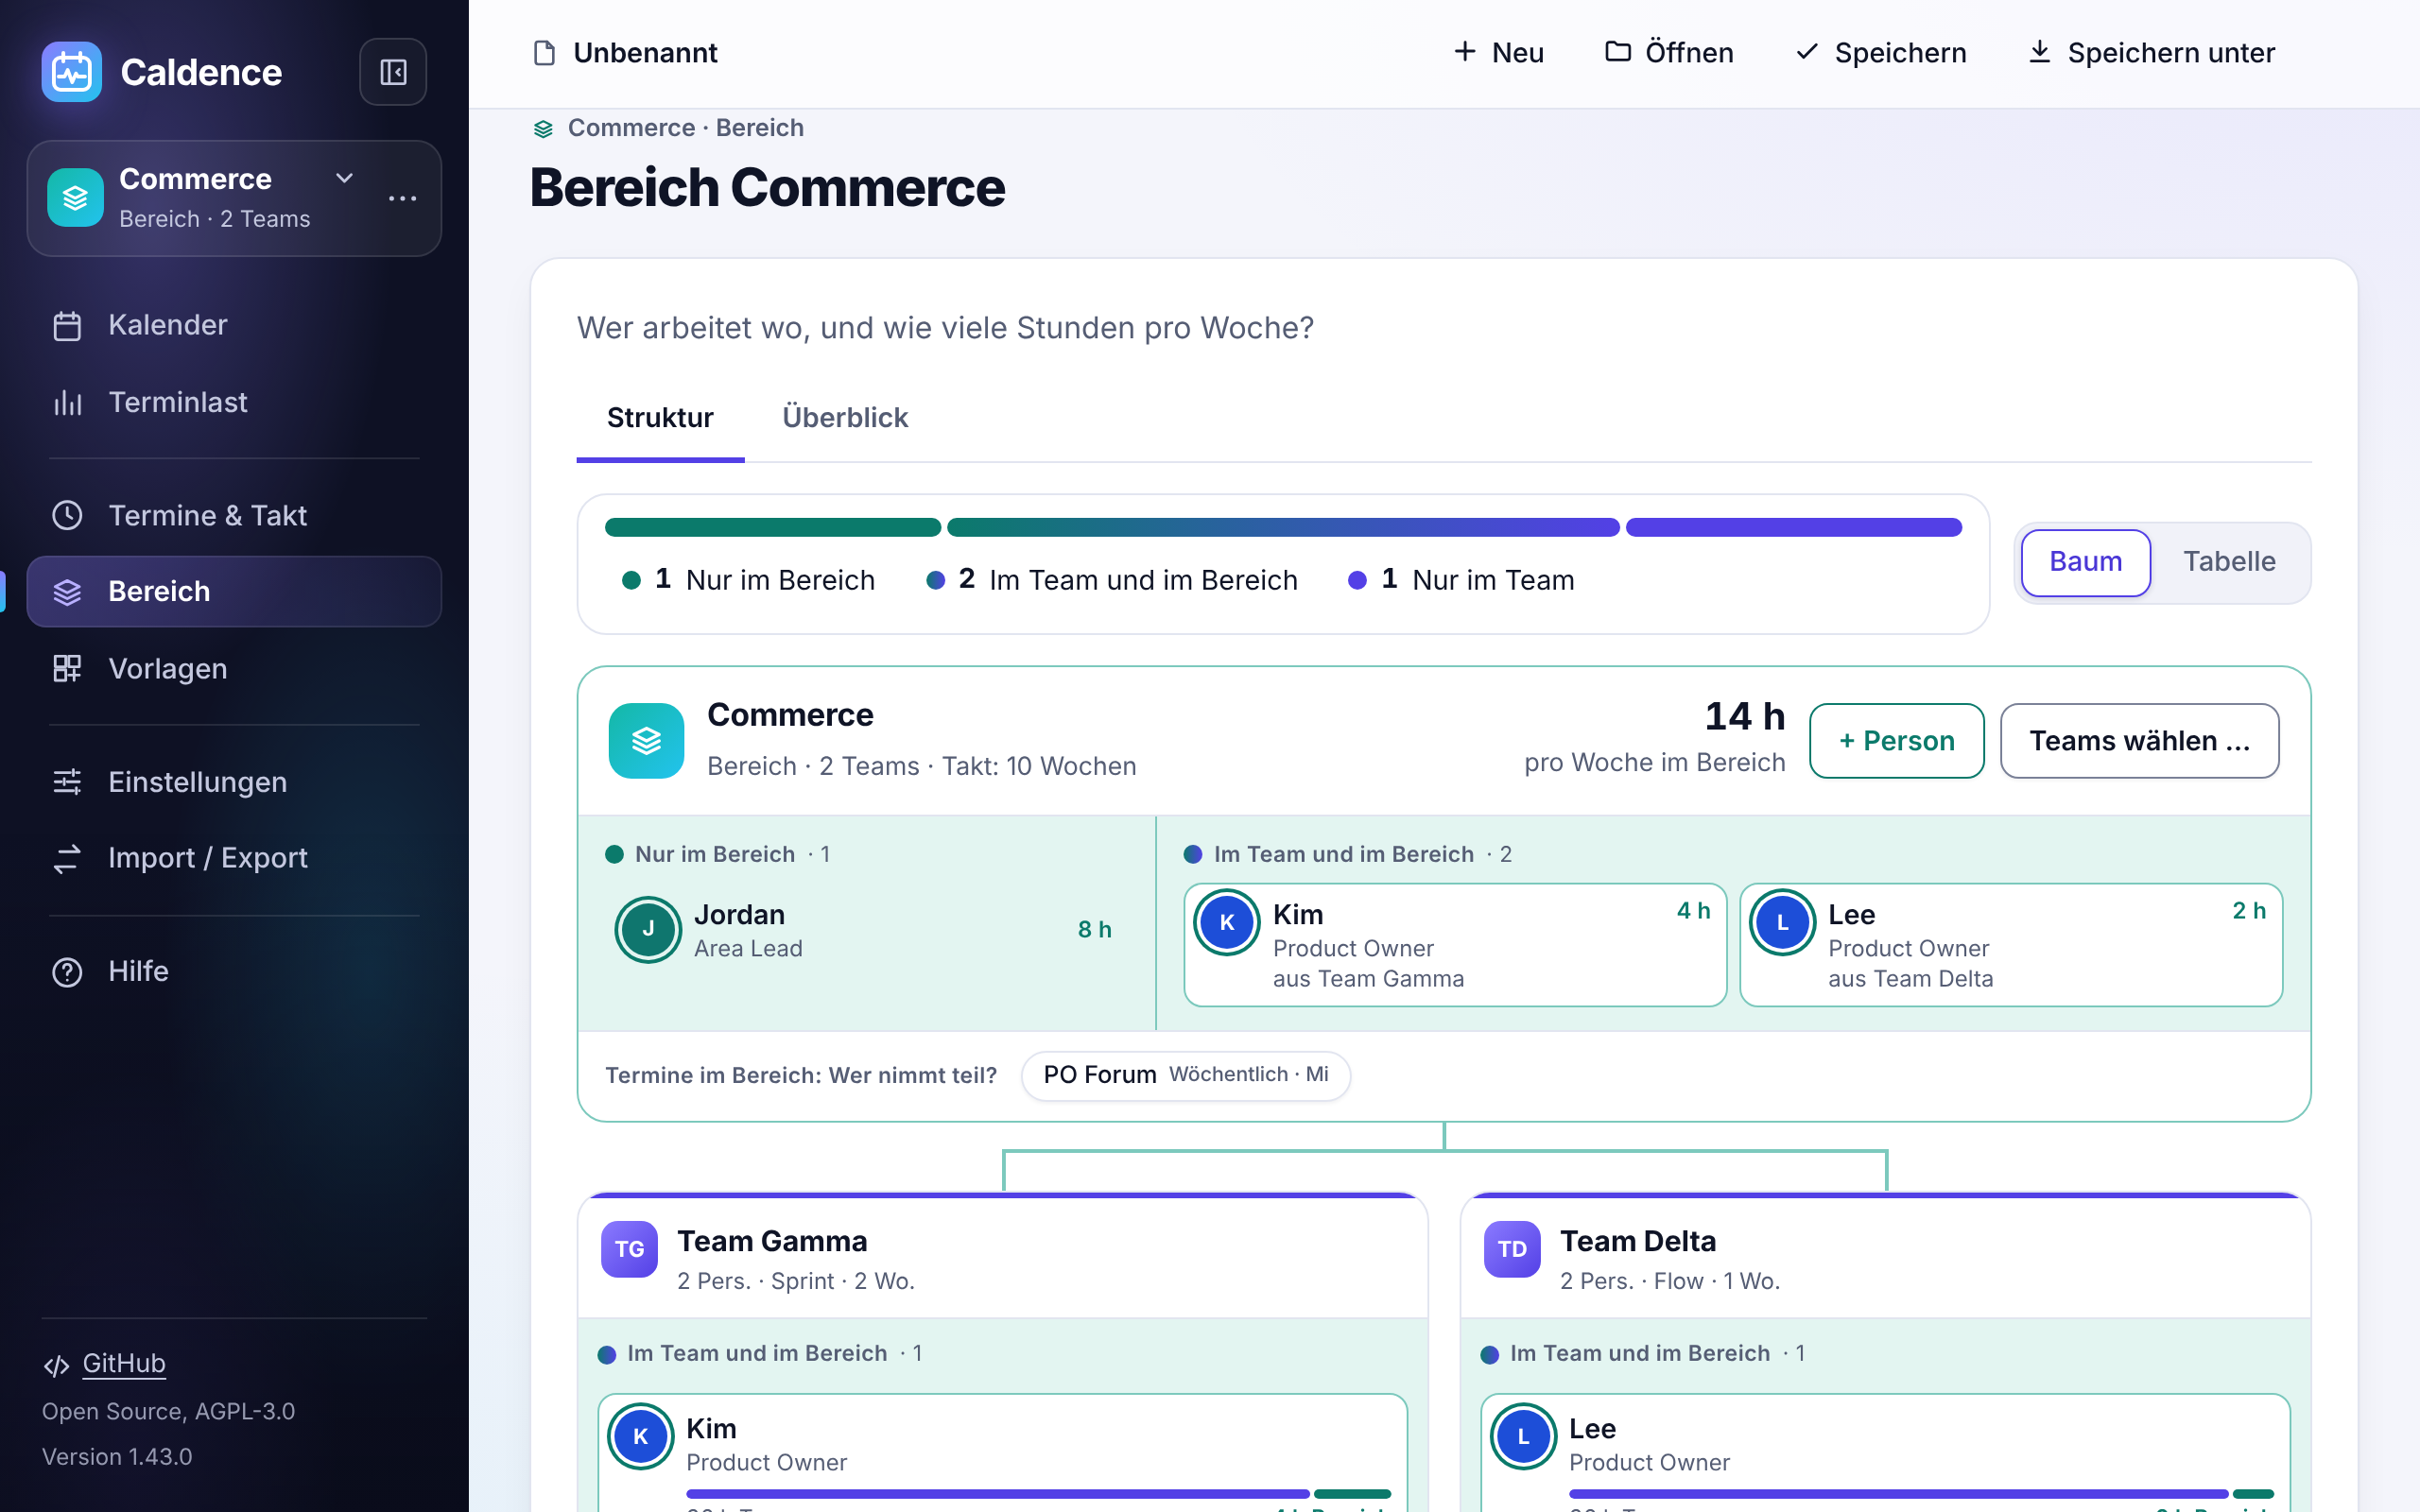 Caldence
Commerce
Bereich · 2 Teams
Kalender
Terminlast
Termine & Takt
Bereich
Vorlagen
Einstellungen
Import / Export
Hilfe
GitHub
Open Source, AGPL-3.0
Version 1.43.0
Unbenannt
Neu
Öffnen
Speichern
Speichern unter
Commerce · Bereich
Bereich Commerce
Wer arbeitet wo, und wie viele Stunden pro Woche?
Struktur
Überblick
1 Nur im Bereich
2 Im Team und im Bereich
1 Nur im Team
Baum
Tabelle
Commerce
Bereich · 2 Teams · Takt: 10 Wochen
14 h
pro Woche im Bereich
+ Person
Teams wählen ...
Nur im Bereich · 1
J
Jordan
Area Lead
8 h
Im Team und im Bereich · 2
K
Kim
4 h
Product Owner
aus Team Gamma
L
Lee
2 h
Product Owner
aus Team Delta
Termine im Bereich: Wer nimmt teil?
PO Forum Wöchentlich · Mi
TG
Team Gamma
2 Pers. · Sprint · 2 Wo.
Im Team und im Bereich · 1
K
Kim
Product Owner
TD
Team Delta
2 Pers. · Flow · 1 Wo.
Im Team und im Bereich · 1
L
Lee
Product Owner